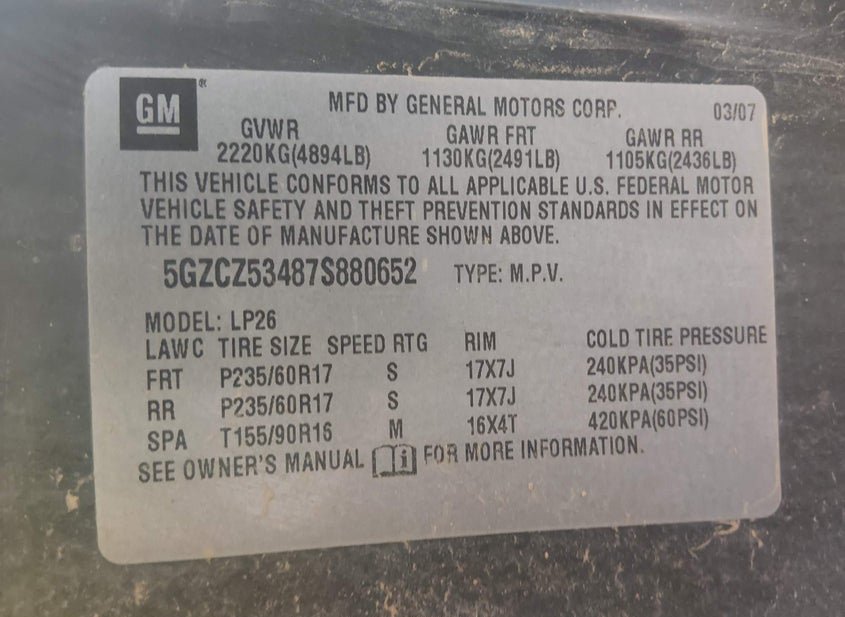 GM ® MFD BY GENERAL MOTORS CORP. 03/07
GVWR GAWR FRT GAWR RR
2220KG(4894LB) 1130KG(2491LB) 1105KG(2436LB)
THIS VEHICLE CONFORMS TO ALL APPLICABLE U.S. FEDERAL MOTOR
VEHICLE SAFETY AND THEFT PREVENTION STANDARDS IN EFFECT ON
THE DATE OF MANUFACTURE SHOWN ABOVE.
5GZCZ53487S880652 TYPE: M.P.V.
MODEL: LP26
LAWC TIRE SIZE SPEED RTG RIM COLD TIRE PRESSURE
FRT P235/60R17 S 17X7J 240KPA(35PSI)
RR P235/60R17 S 17X7J 240KPA(35PSI)
SPA T155/90R16 M 16X4T 420KPA(60PSI)
SEE OWNER'S MANUAL i FOR MORE INFORMATION.